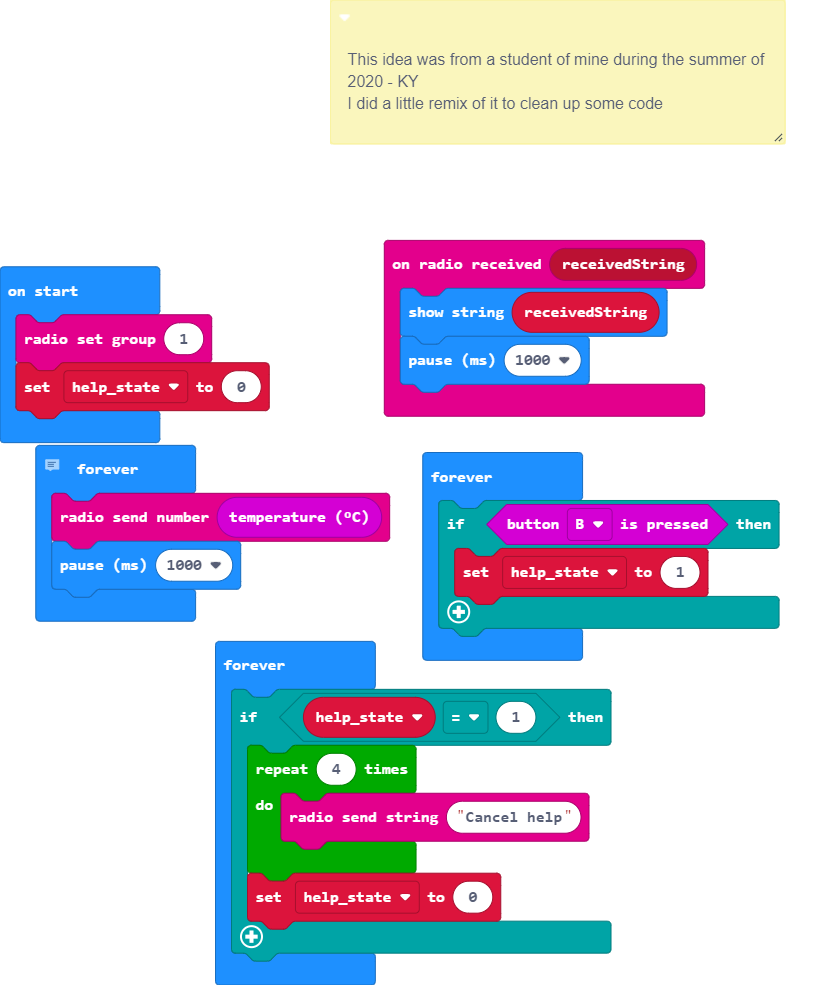 This idea was from a student of mine during the summer of
2020 - KY
I did a little remix of it to clean up some code
on start
radio set group 1
set help_state to 0
on radio received receivedString
show string receivedString
pause (ms) 1000
forever
radio send number temperature (°C)
pause (ms) 1000
forever
if button B is pressed then
set help_state to 1
forever
if help_state = 1 then
repeat 4 times
do radio send string "Cancel help"
set help_state to 0